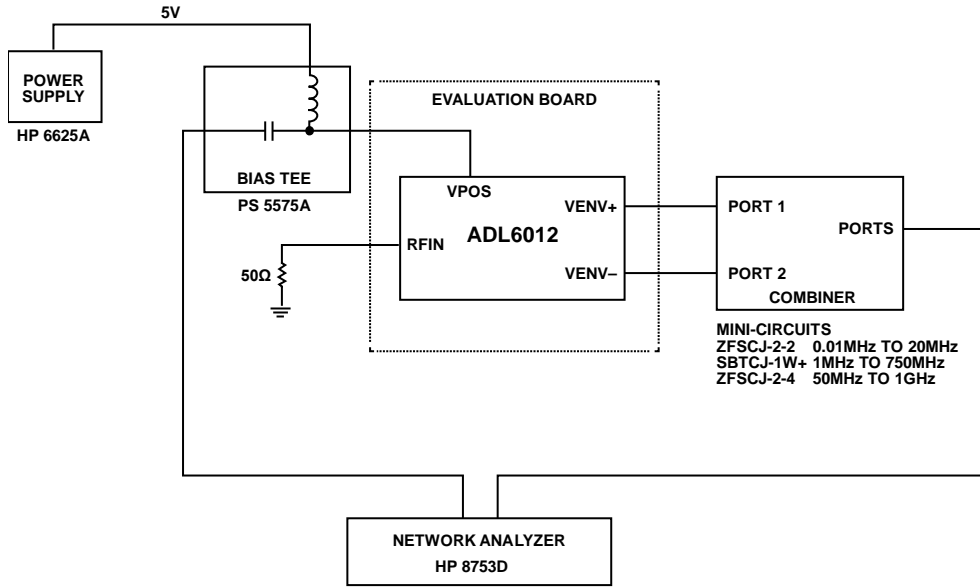 5V
POWER
SUPPLY
HP 6625A
BIAS TEE
PS 5575A
EVALUATION BOARD
VPOS
ADL6012
RFIN
VENV+
VENV–
50Ω
PORT 1
PORT 2
PORTS
COMBINER
MINI-CIRCUITS
ZFSCJ-2-2 0.01MHz TO 20MHz
SBTCJ-1W+ 1MHz TO 750MHz
ZFSCJ-2-4 50MHz TO 1GHz
NETWORK ANALYZER
HP 8753D